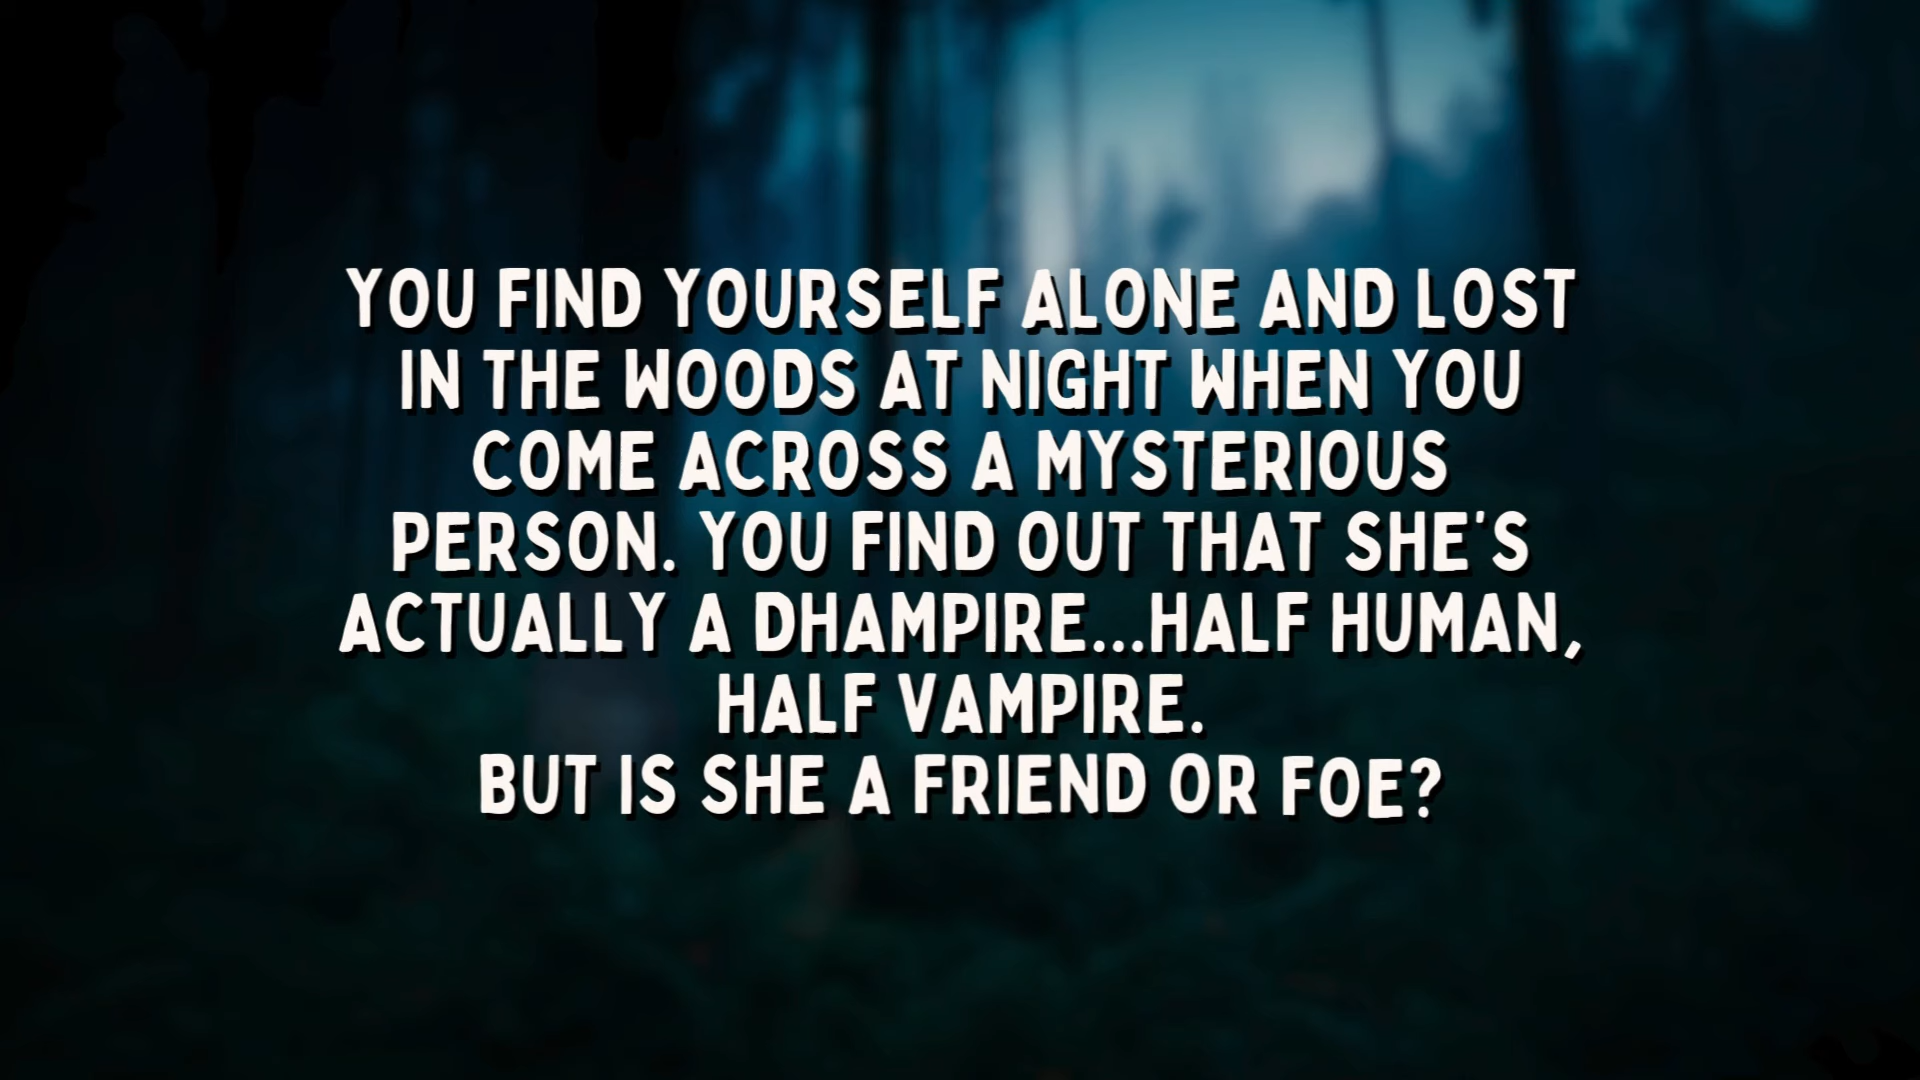 YOU FIND YOURSELF ALONE AND LOST
IN THE WOODS AT NIGHT WHEN YOU
COME ACROSS A MYSTERIOUS
PERSON. YOU FIND OUT THAT SHE'S
ACTUALLY A DHAMPIRE...HALF HUMAN,
HALF VAMPIRE.
BUT IS SHE A FRIEND OR FOE?